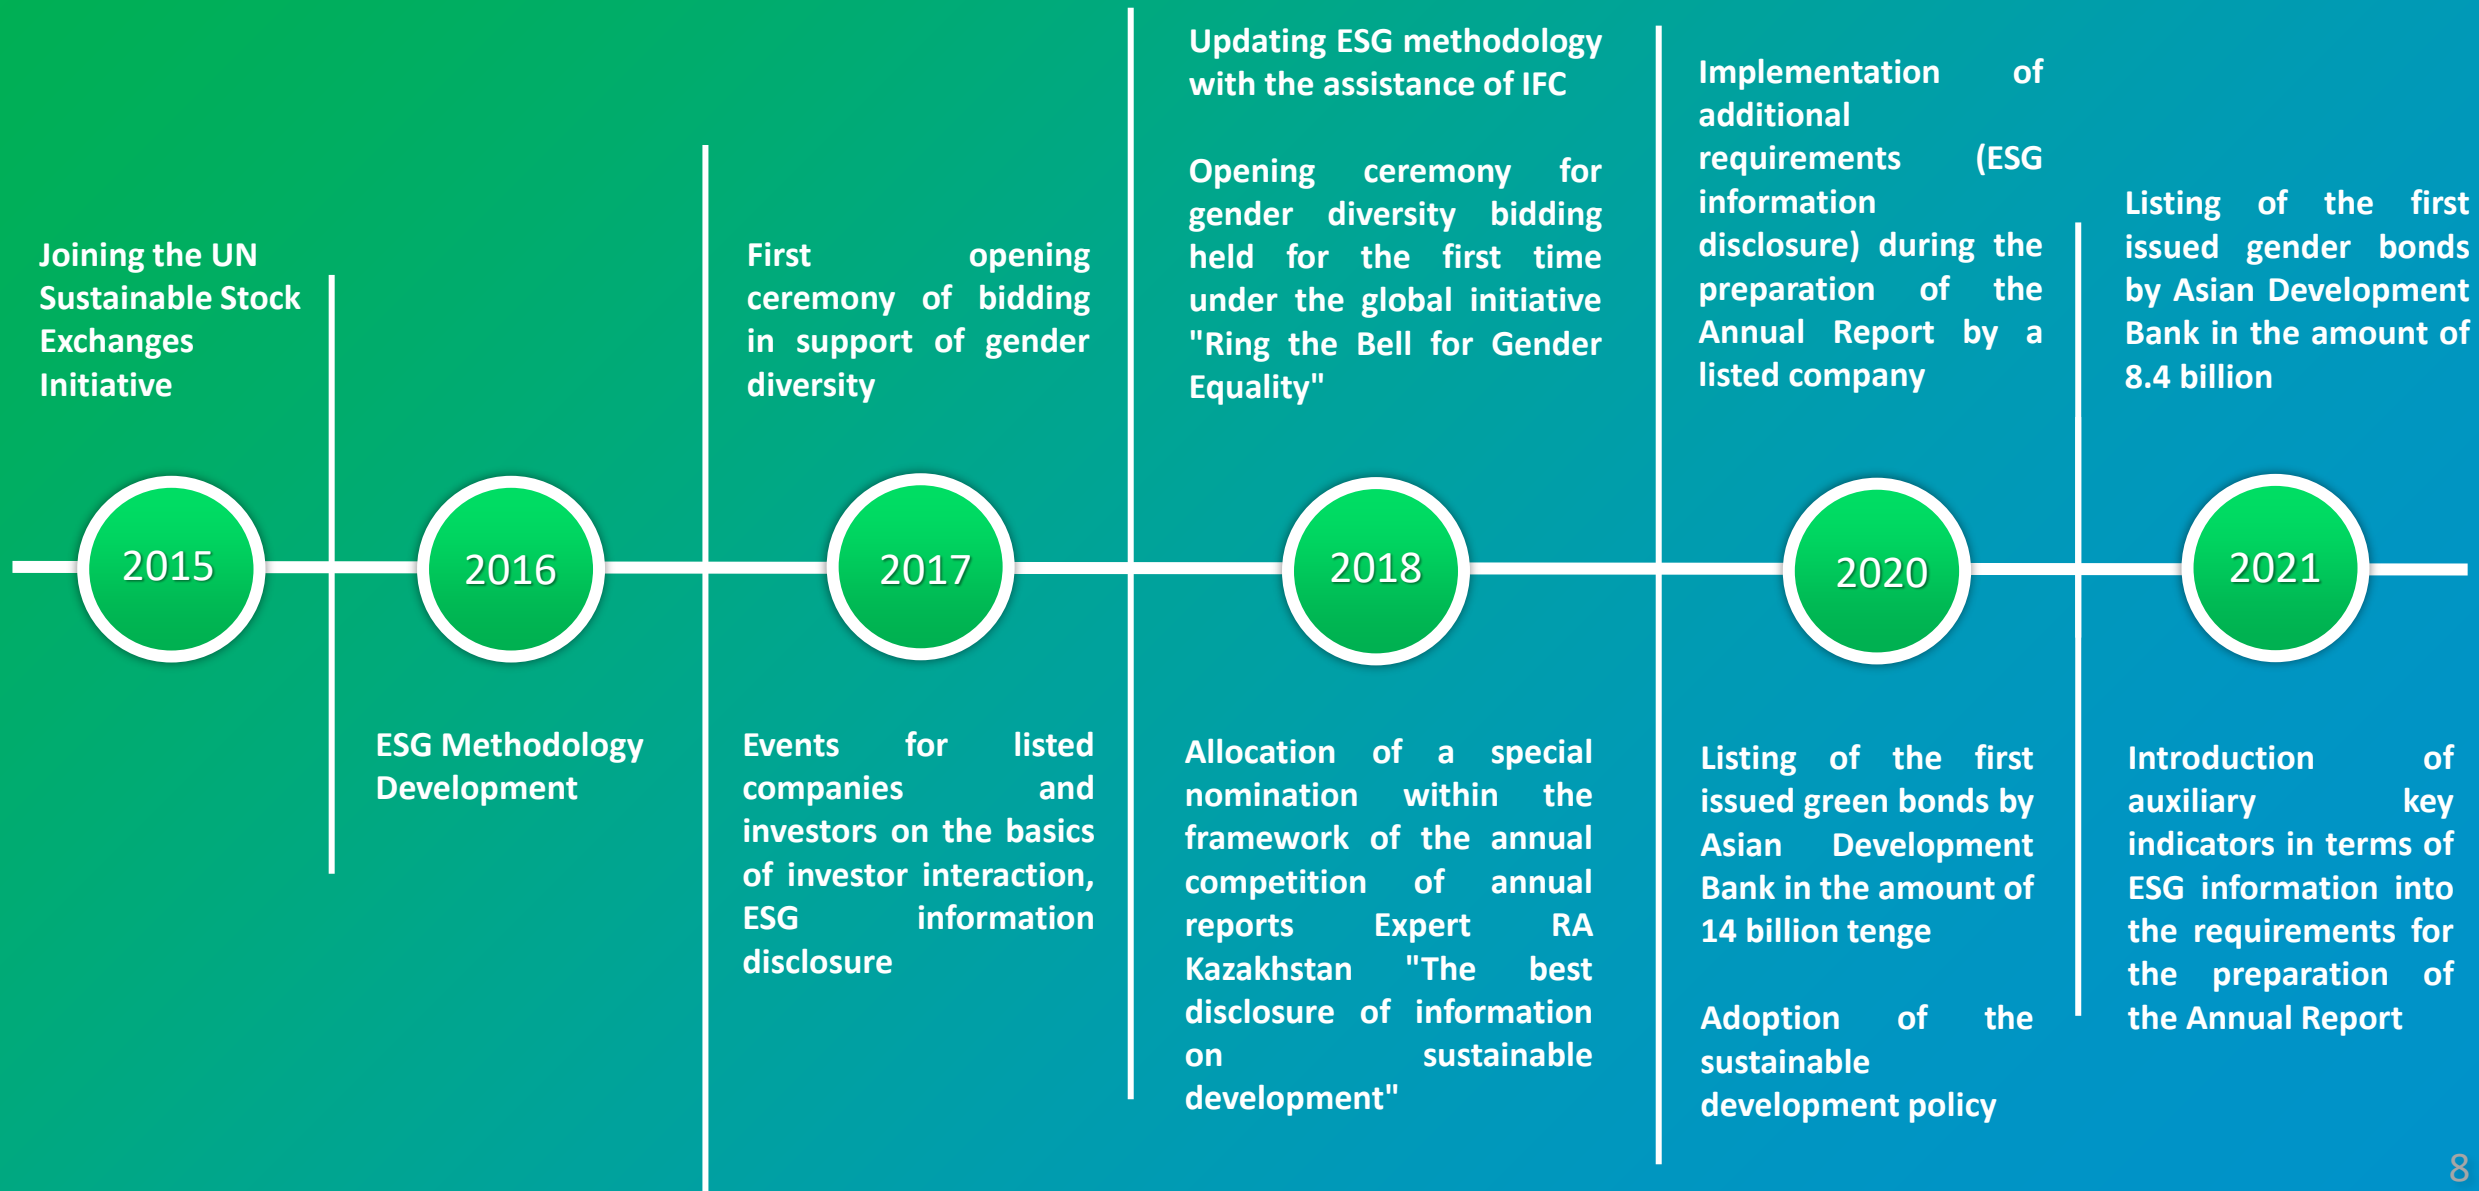 Joining the UN
Sustainable Stock
Exchanges
Initiative
2015
2016
ESG Methodology
Development
First opening
ceremony of bidding
in support of gender
diversity
2017
Events for listed
companies and
investors on the basics
of investor interaction,
ESG information
disclosure
Updating ESG methodology
with the assistance of IFC
Opening ceremony for
gender diversity bidding
held for the first time
under the global initiative
"Ring the Bell for Gender
Equality"
2018
Allocation of a special
nomination within the
framework of the annual
competition of annual
reports Expert RA
Kazakhstan "The best
disclosure of information
on sustainable
development"
Implementation of
additional
requirements (ESG
information
disclosure) during the
preparation of the
Annual Report by a
listed company
2020
Listing of the first
issued green bonds by
Asian Development
Bank in the amount of
14 billion tenge
Adoption of the
sustainable
development policy
Listing of the first
issued gender bonds
by Asian Development
Bank in the amount of
8.4 billion
2021
Introduction of
auxiliary key
indicators in terms of
ESG information into
the requirements for
the preparation of
the Annual Report
8